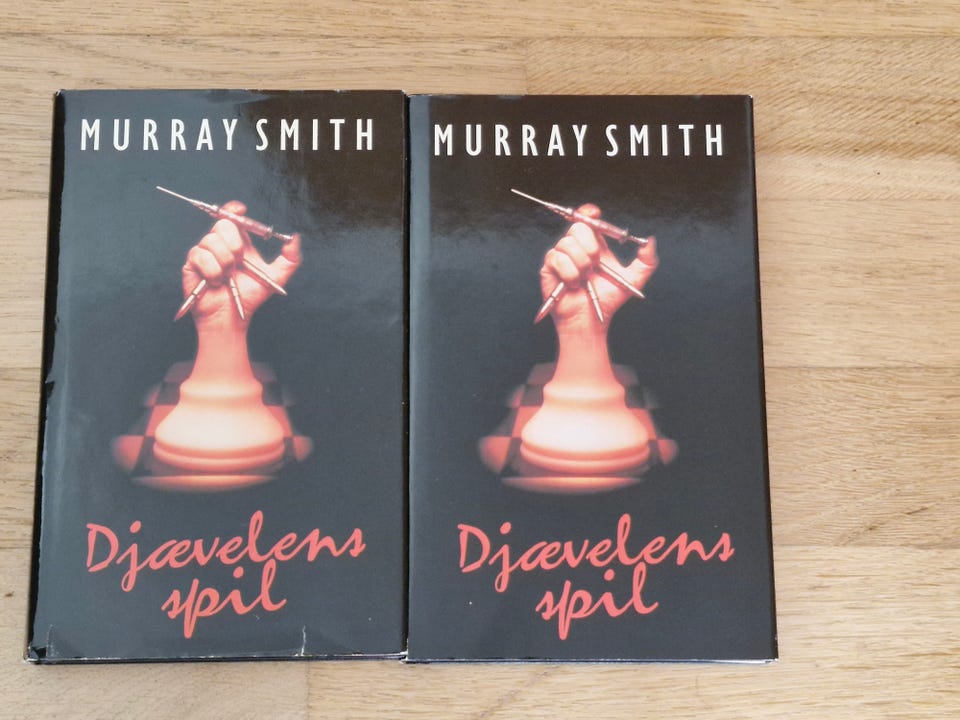 MURRAY SMITH
Djævelens
spil
MURRAY SMITH
Djævelens
spil